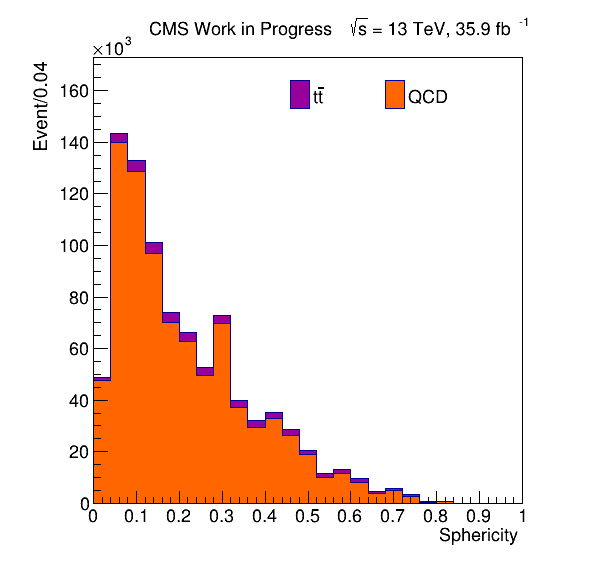 CMS Work in Progress √s = 13 TeV, 35.9 fb⁻¹
×10³
Event/0.04
tt̄
QCD
160
140
120
100
80
60
40
20
0
0 0.1 0.2 0.3 0.4 0.5 0.6 0.7 0.8 0.9 1
Sphericity